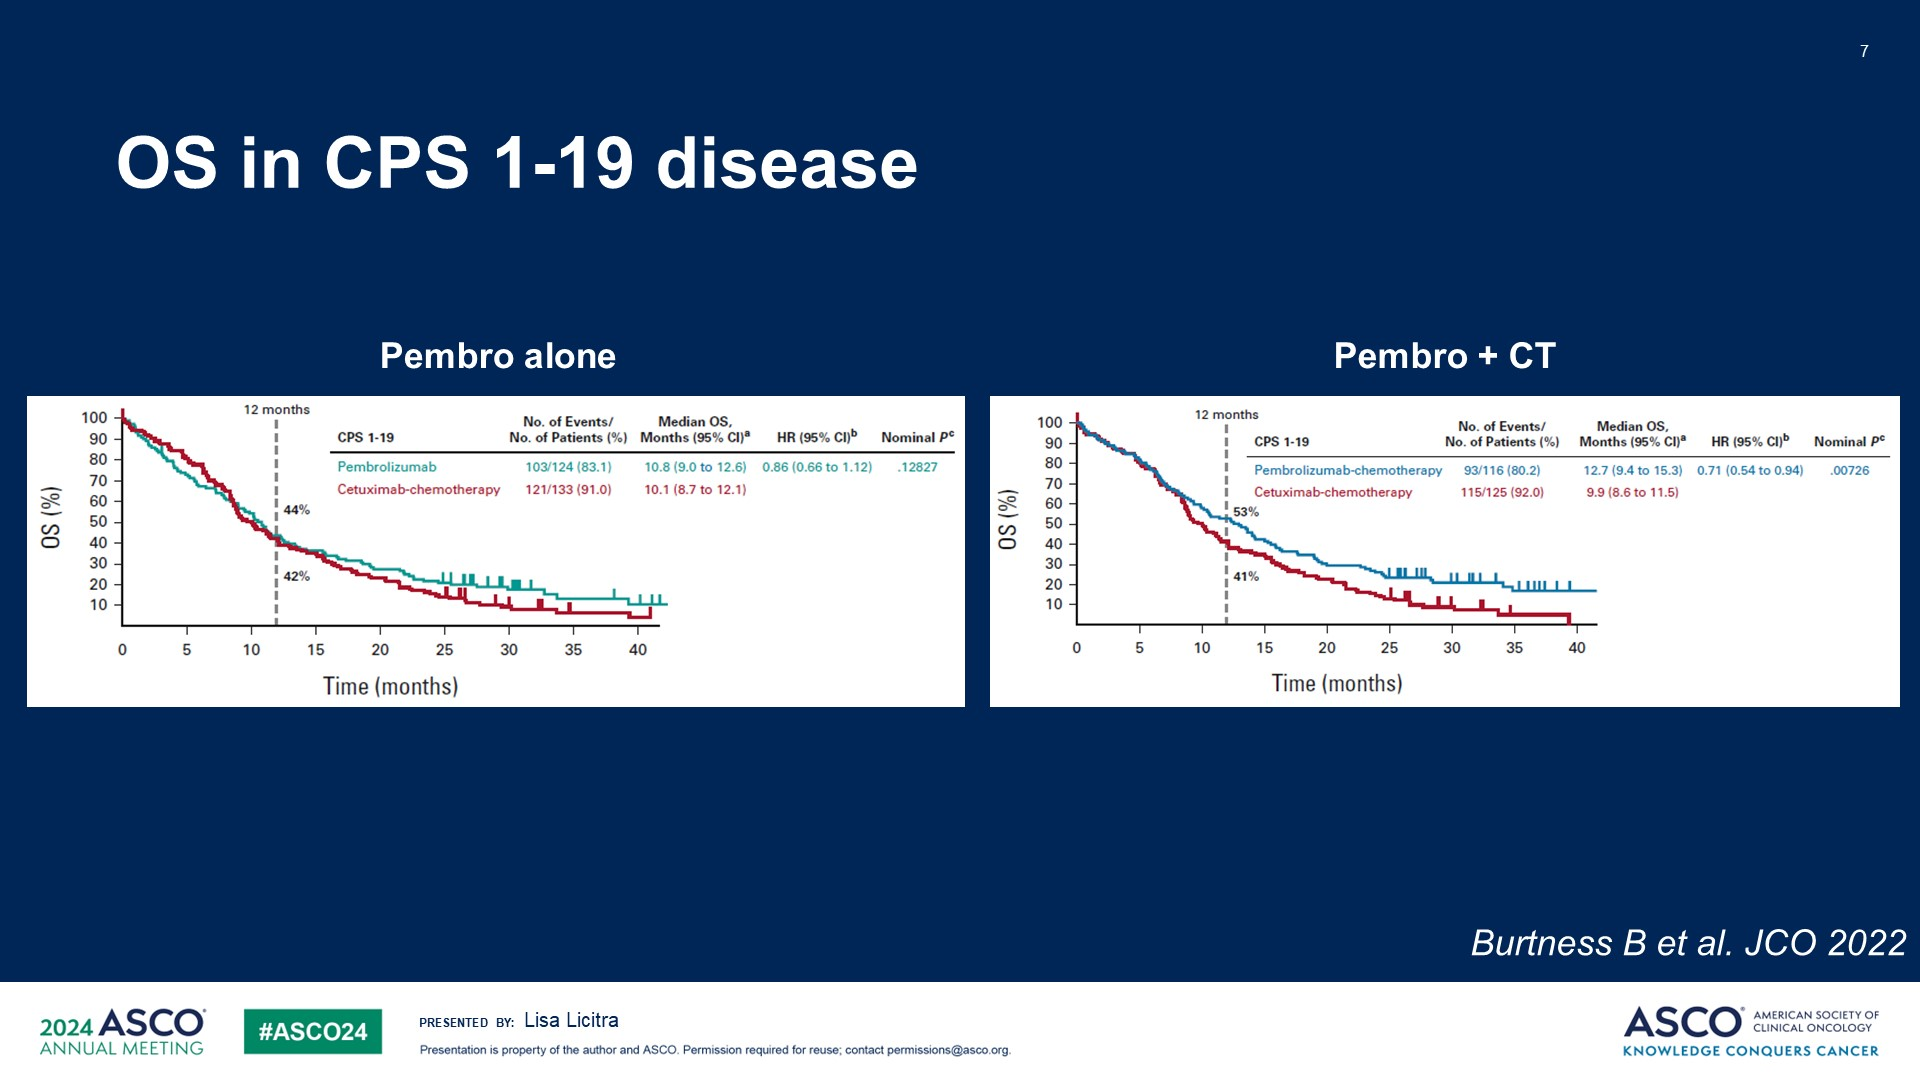 7
OS in CPS 1-19 disease
Pembro alone
12 months
CPS 1-19 No. of Events/ No. of Patients (%) Median OS, Months (95% CI)a HR (95% CI)b Nominal Pc
Pembrolizumab 103/124 (83.1) 10.8 (9.0 to 12.6) 0.86 (0.66 to 1.12) .12827
Cetuximab-chemotherapy 121/133 (91.0) 10.1 (8.7 to 12.1)
OS (%)
100
90
80
70
60
50
40
30
20
10
44%
42%
0 5 10 15 20 25 30 35 40
Time (months)
Pembro + CT
12 months
CPS 1-19 No. of Events/ No. of Patients (%) Median OS, Months (95% CI)a HR (95% CI)b Nominal Pc
Pembrolizumab-chemotherapy 93/116 (80.2) 12.7 (9.4 to 15.3) 0.71 (0.54 to 0.94) .00726
Cetuximab-chemotherapy 115/125 (92.0) 9.9 (8.6 to 11.5)
OS (%)
100
90
80
70
60
50
40
30
20
10
53%
41%
0 5 10 15 20 25 30 35 40
Time (months)
Burtness B et al. JCO 2022
2024 ASCO
ANNUAL MEETING
#ASCO24
PRESENTED BY: Lisa Licitra
Presentation is property of the author and ASCO. Permission required for reuse; contact permissions@asco.org.
ASCO AMERICAN SOCIETY OF
CLINICAL ONCOLOGY
KNOWLEDGE CONQUERS CANCER